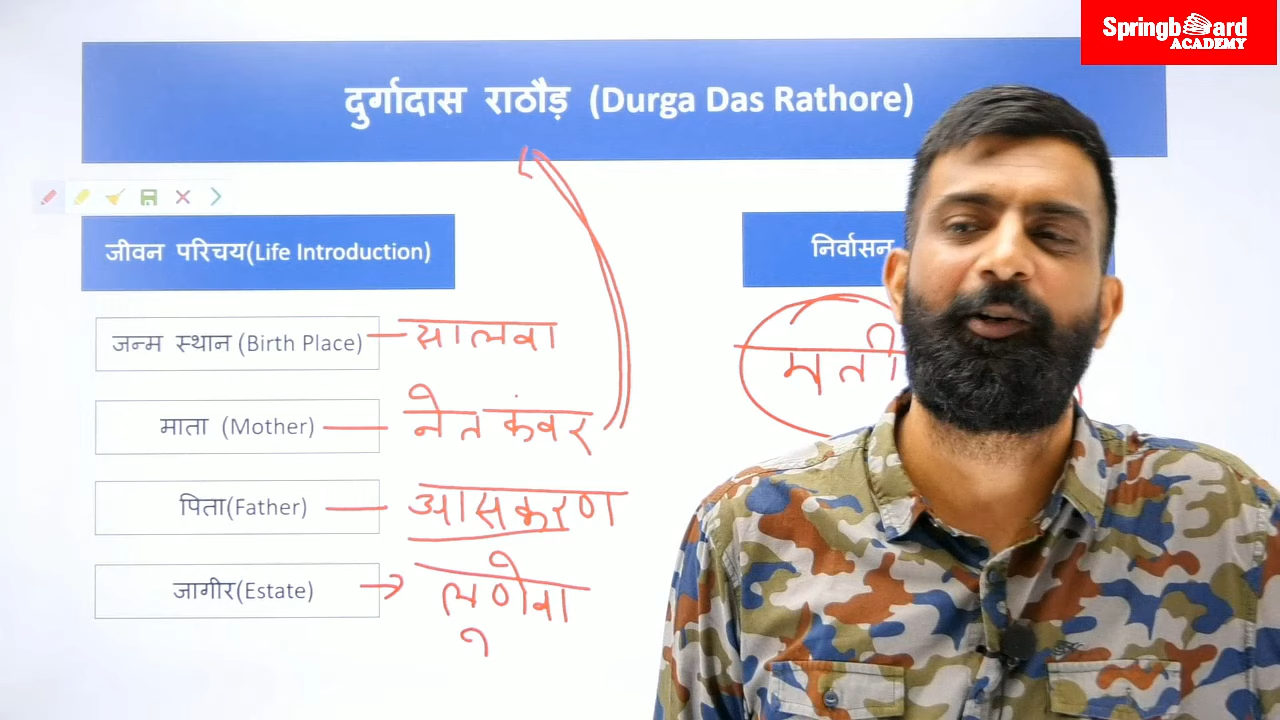 Springboard
ACADEMY
दुर्गादास राठौड़ (Durga Das Rathore)
जीवन परिचय(Life Introduction)
निर्वासन
जन्म स्थान (Birth Place)
सालवा
माता (Mother)
नेतकंवर
पिता(Father)
आसकरण
जागीर(Estate)
लुणेवा